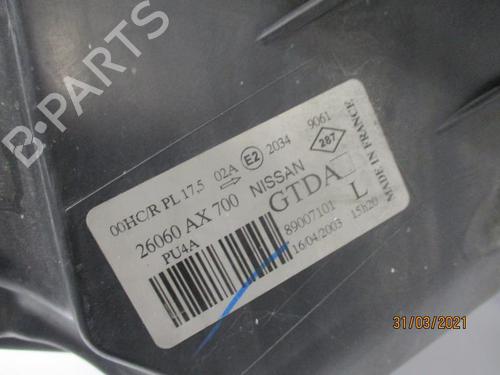 B-PARTS
00HC/R PL 17,5 02A E2 2034 9061
287
26060 AX 700 NISSAN
MADE IN FRANCE
PU4A
GTDA
L
89007101
16/04/2003 15h20
31/03/2021